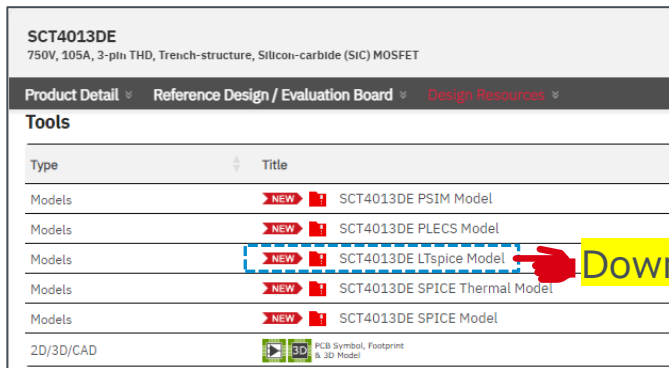 SCT4013DE
750V, 105A, 3-pin THD, Trench-structure, Silicon-carbide (SiC) MOSFET
Product Detail Reference Design / Evaluation Board Design Resources
Tools
Type Title
Models NEW SCT4013DE PSIM Model
Models NEW SCT4013DE PLECS Model
Models NEW SCT4013DE LTspice Model Down
Models NEW SCT4013DE SPICE Thermal Model
Models NEW SCT4013DE SPICE Model
2D/3D/CAD 3D PCB Symbol, Footprint
& 3D Model